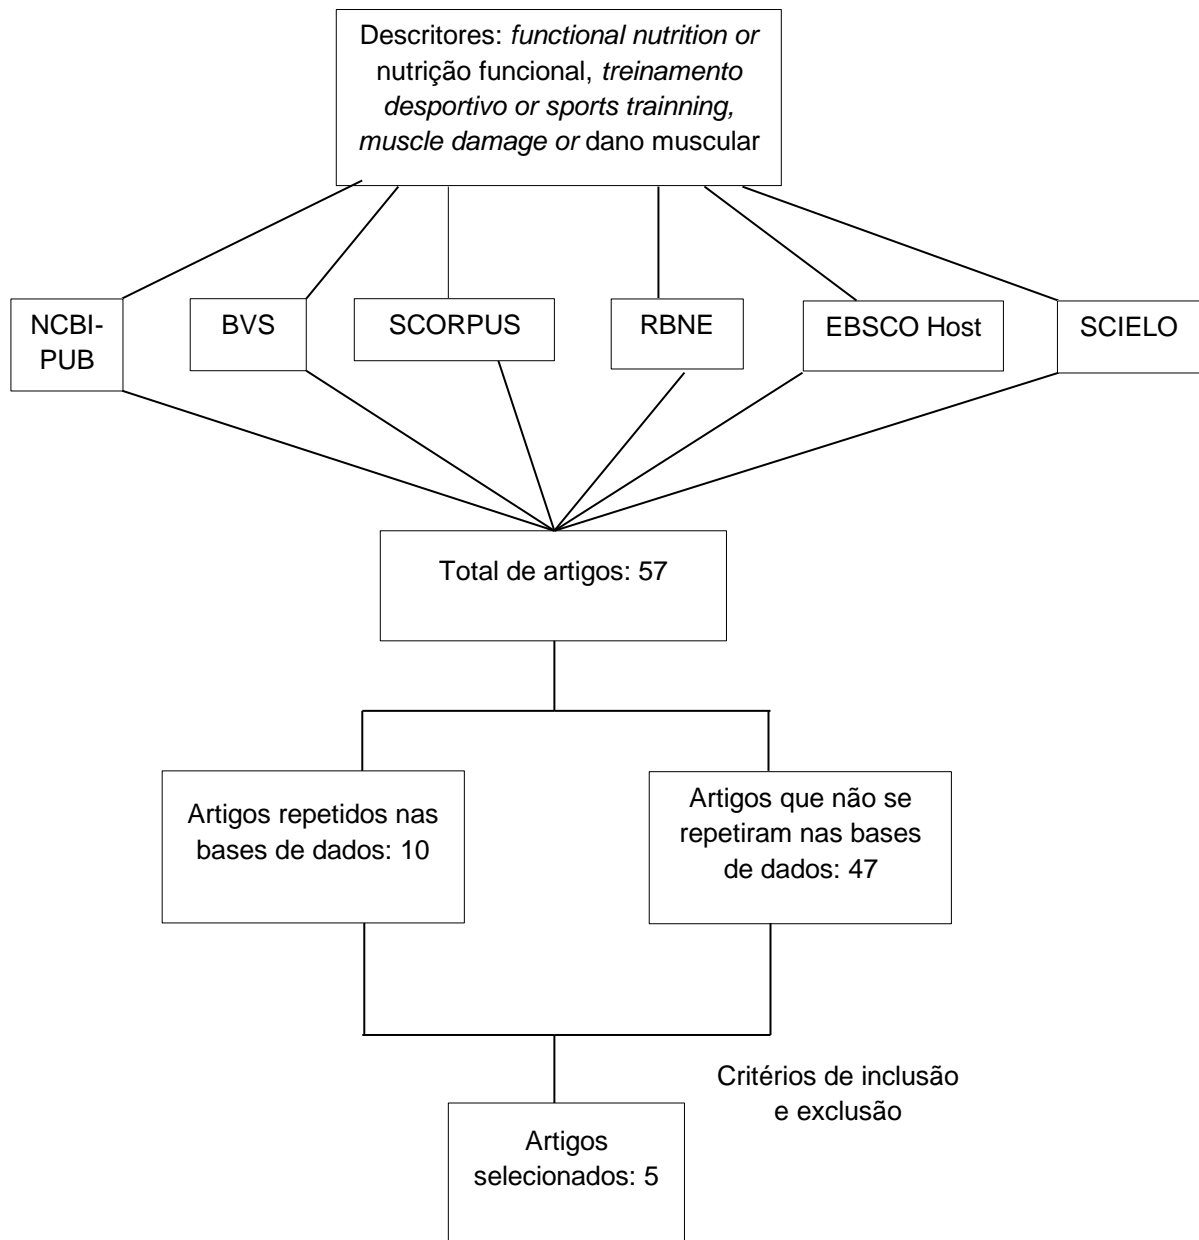 Descritores: functional nutrition or
nutrição funcional, treinamento
desportivo or sports trainning,
muscle damage or dano muscular
NCBI-
PUB
BVS
SCORPUS
RBNE
EBSCO Host
SCIELO
Total de artigos: 57
Artigos repetidos nas
bases de dados: 10
Artigos que não se
repetiram nas bases
de dados: 47
Critérios de inclusão
e exclusão
Artigos
selecionados: 5